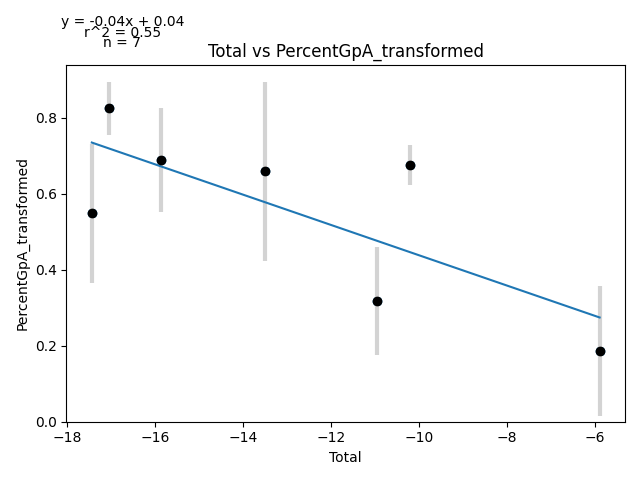 y = -0.04x + 0.04
r^2 = 0.55
n = 7
Total vs PercentGpA_transformed
PercentGpA_transformed
0.8
0.6
0.4
0.2
0.0
−18
−16
−14
−12
−10
−8
−6
Total